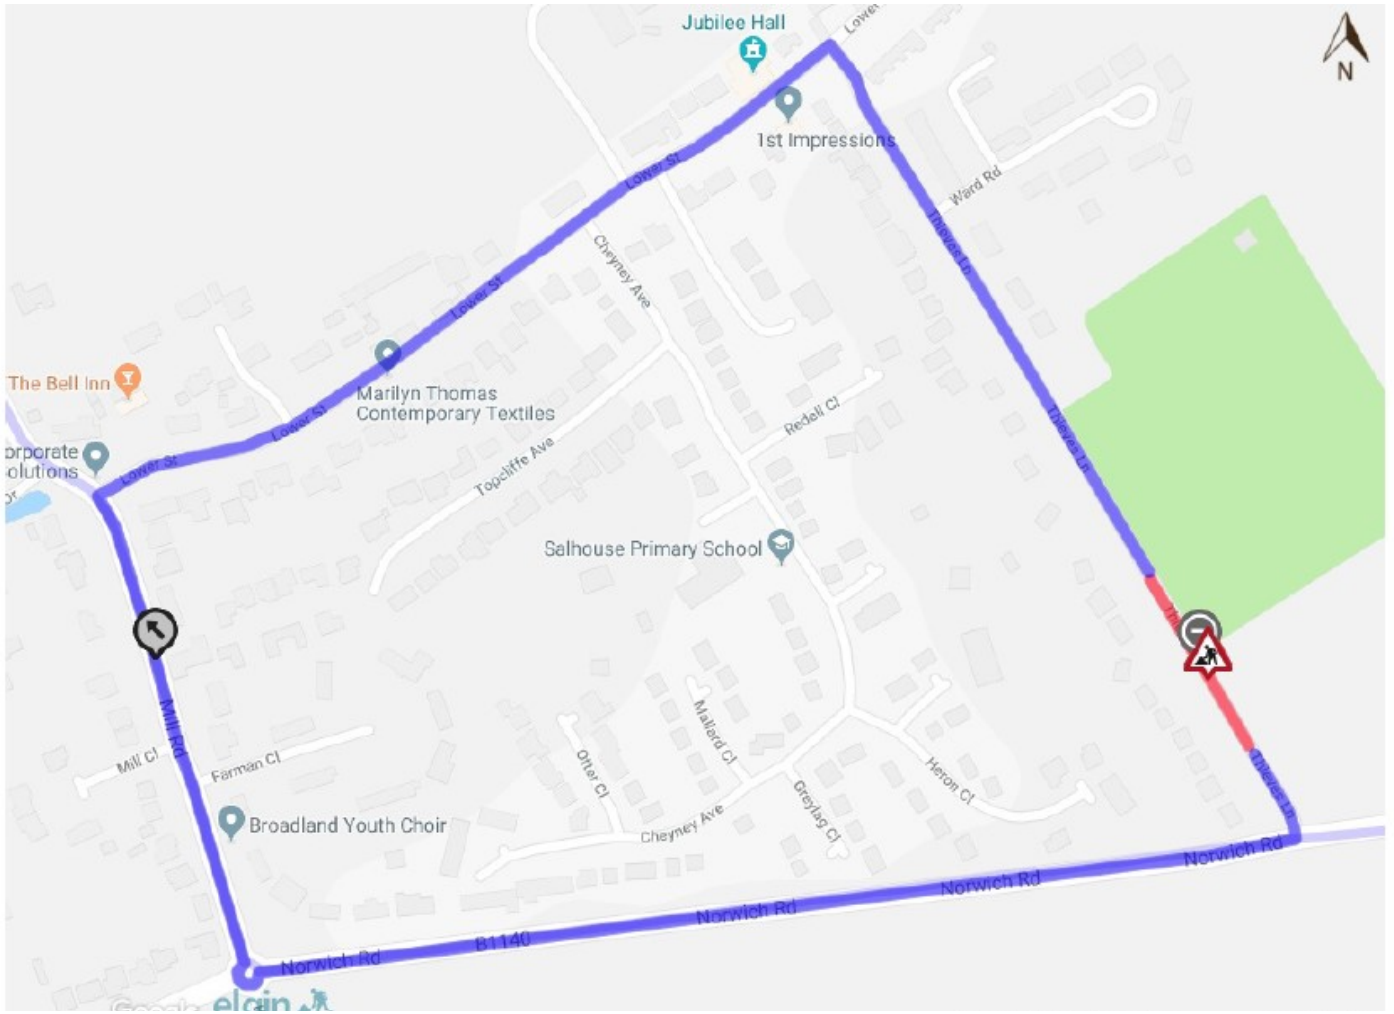 Jubilee Hall
Lower
N
1st Impressions
Lower St
Ward Rd
Thieves Ln
Cheyney Ave
Lower St
The Bell Inn
Marilyn Thomas
Contemporary Textiles
Lower St
Redell Cl
Thieves Ln
orporate
olutions
Lower St
Topcliffe Ave
Dr
Salhouse Primary School
Mill Rd
Mallard Cl
Mill Cl
Farman Cl
Otter Cl
Heron Cl
Greylag Cl
Thieves Ln
Broadland Youth Choir
Cheyney Ave
Norwich Rd
Norwich Rd
Norwich Rd
B1140
Norwich Rd
Google
elgin